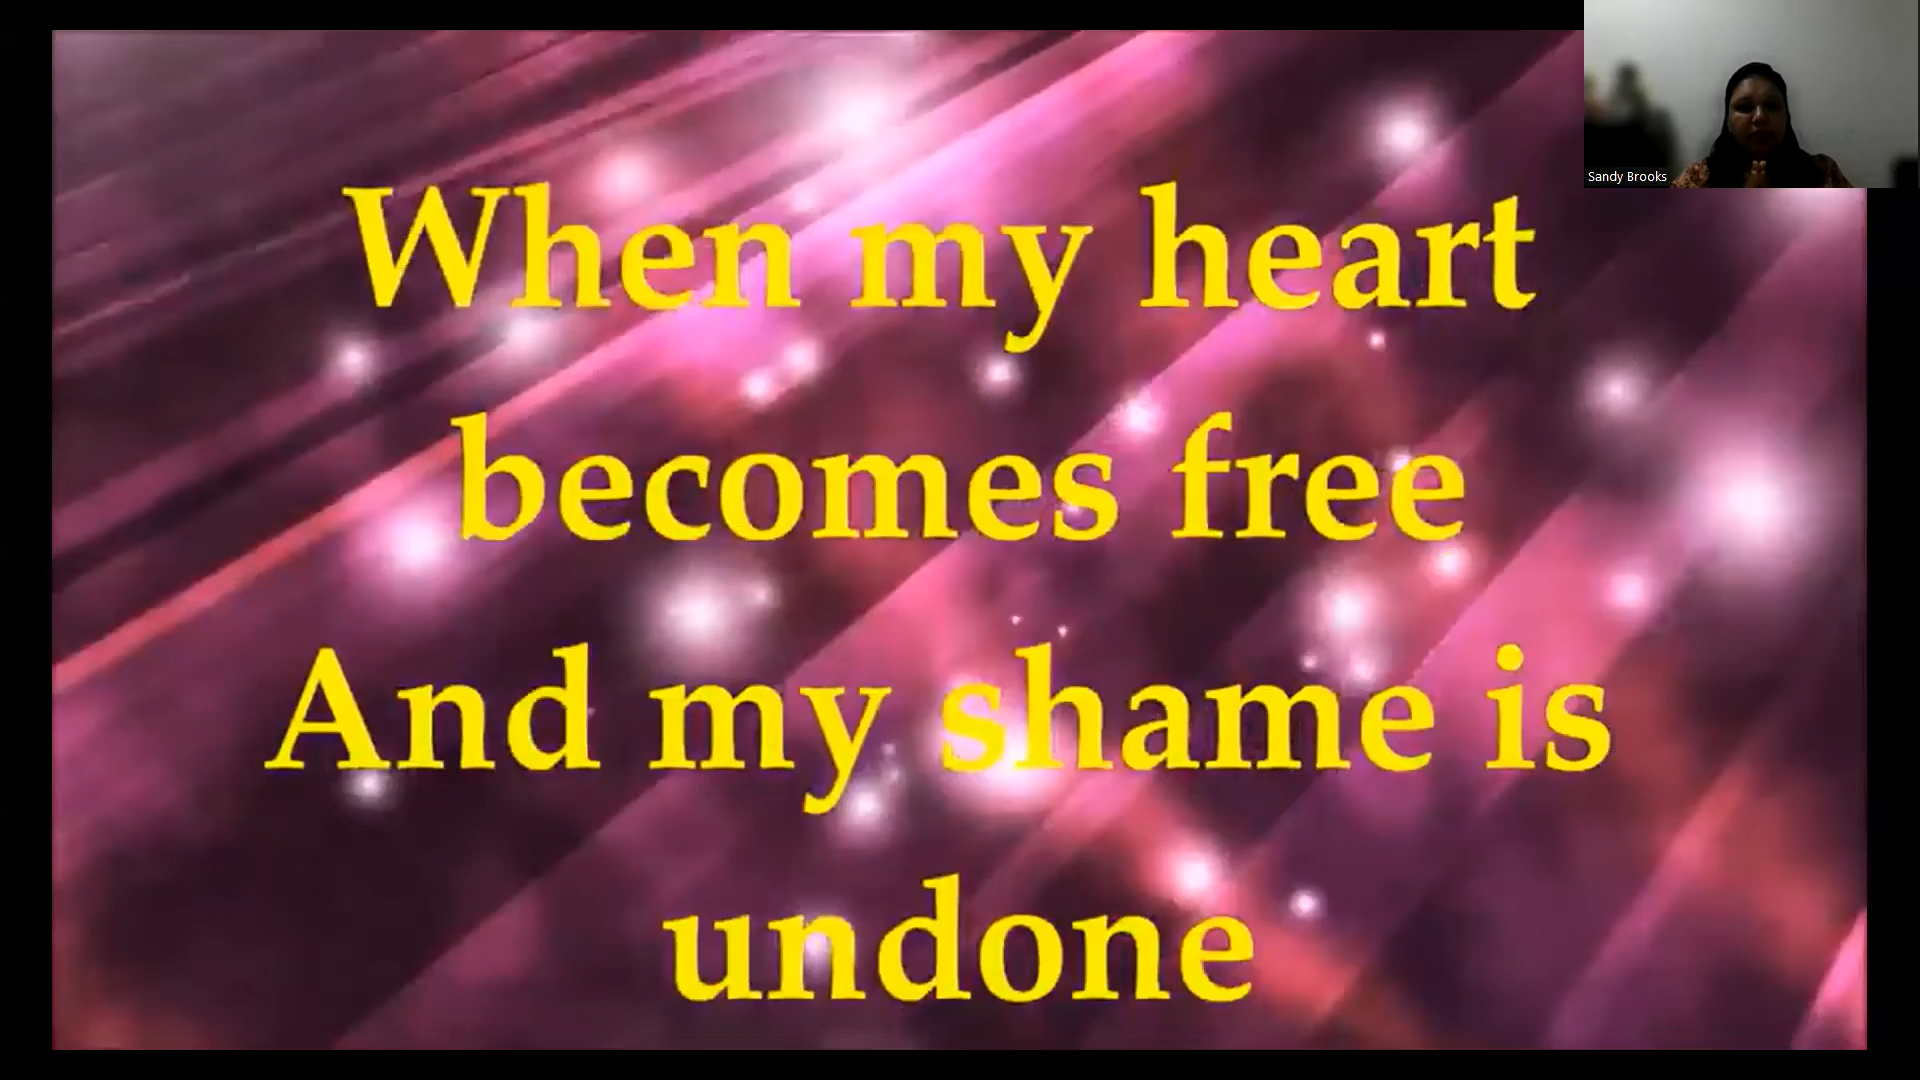 When my heart
becomes free
And my shame is
undone
Sandy Brooks